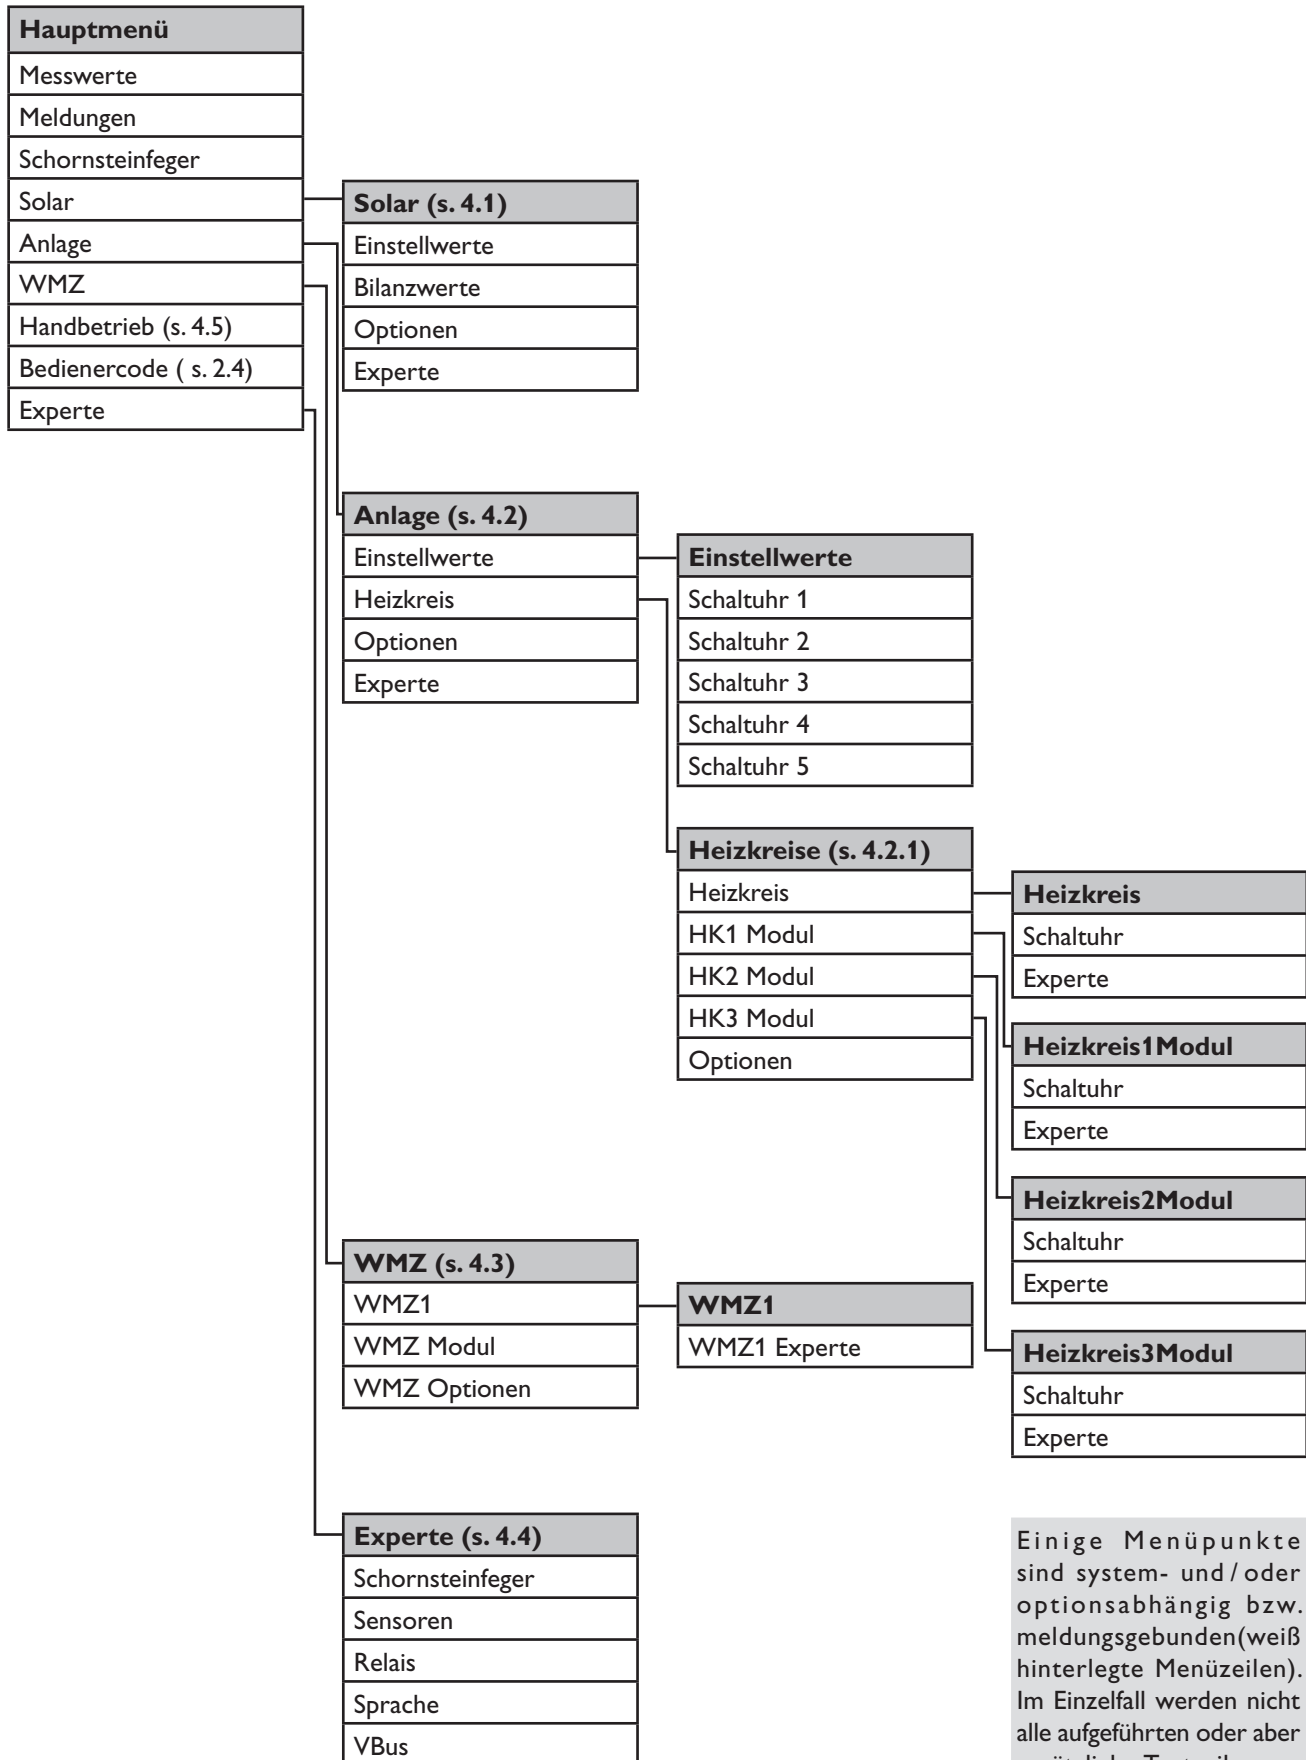 Hauptmenü
Messwerte
Meldungen
Schornsteinfeger
Solar
Anlage
WMZ
Handbetrieb (s. 4.5)
Bedienercode ( s. 2.4)
Experte
Solar (s. 4.1)
Einstellwerte
Bilanzwerte
Optionen
Experte
Anlage (s. 4.2)
Einstellwerte
Heizkreis
Optionen
Experte
Einstellwerte
Schaltuhr 1
Schaltuhr 2
Schaltuhr 3
Schaltuhr 4
Schaltuhr 5
Heizkreise (s. 4.2.1)
Heizkreis
HK1 Modul
HK2 Modul
HK3 Modul
Optionen
Heizkreis
Schaltuhr
Experte
Heizkreis1Modul
Schaltuhr
Experte
Heizkreis2Modul
Schaltuhr
Experte
Heizkreis3Modul
Schaltuhr
Experte
WMZ (s. 4.3)
WMZ1
WMZ Modul
WMZ Optionen
WMZ1
WMZ1 Experte
Experte (s. 4.4)
Schornsteinfeger
Sensoren
Relais
Sprache
VBus
Einige Menüpunkte
sind system- und / oder
optionsabhängig bzw.
meldungsgebunden(weiß
hinterlegte Menüzeilen).
Im Einzelfall werden nicht
alle aufgeführten oder aber